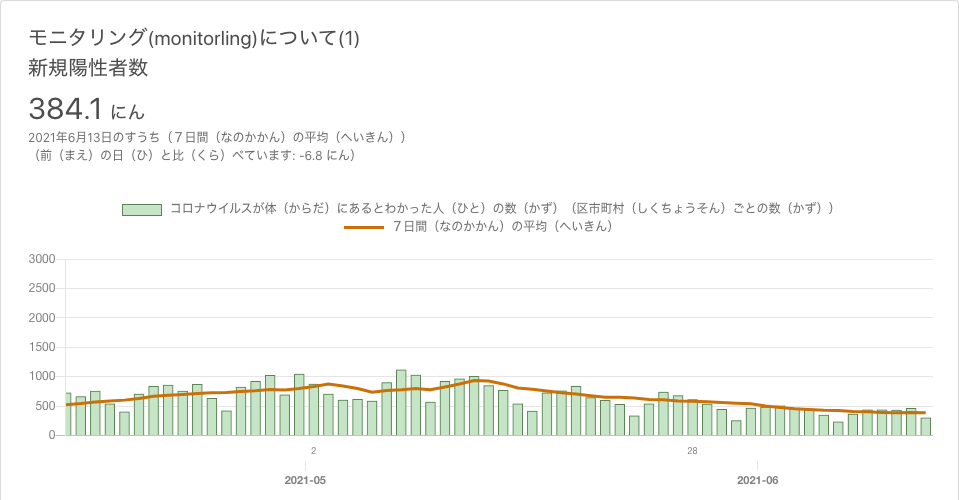 モニタリング(monitorling)について(1)
新規陽性者数
384.1 にん
2021年6月13日のすうち（７日間（なのかかん）の平均（へいきん））
（前（まえ）の日（ひ）と比（くら）べています: -6.8 にん）
コロナウイルスが体（からだ）にあるとわかった人（ひと）の数（かず）（区市町村（しくちょうそん）ごとの数（かず））
７日間（なのかかん）の平均（へいきん）
3000
2500
2000
1500
1000
500
0
2 28
2021-05 2021-06